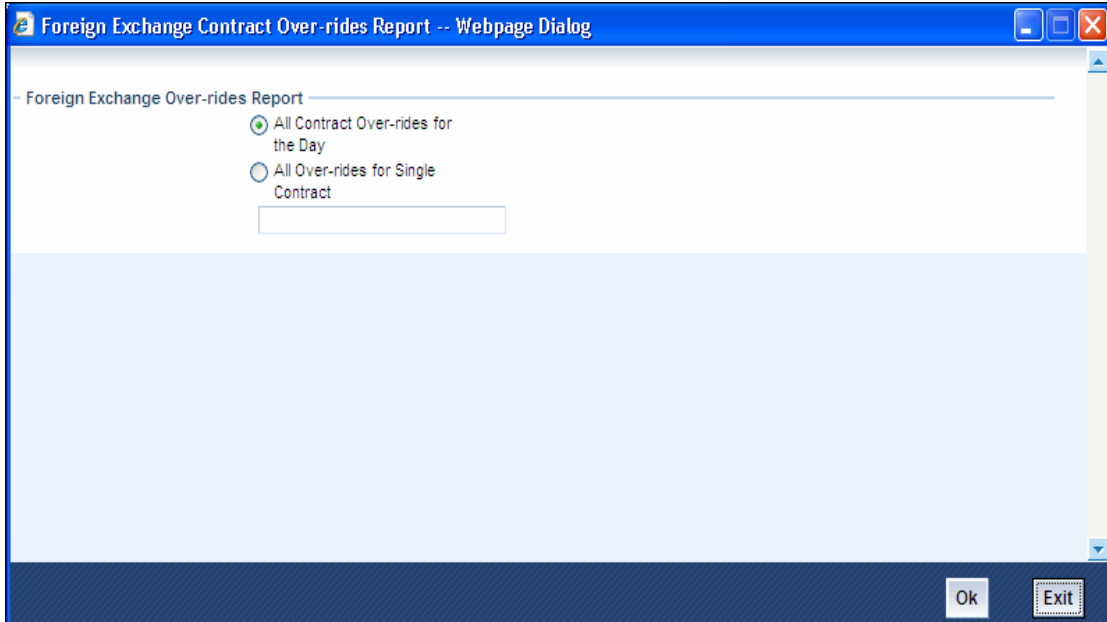 Foreign Exchange Contract Over-rides Report -- Webpage Dialog
Foreign Exchange Over-rides Report
All Contract Over-rides for
the Day
All Over-rides for Single
Contract
Ok
Exit